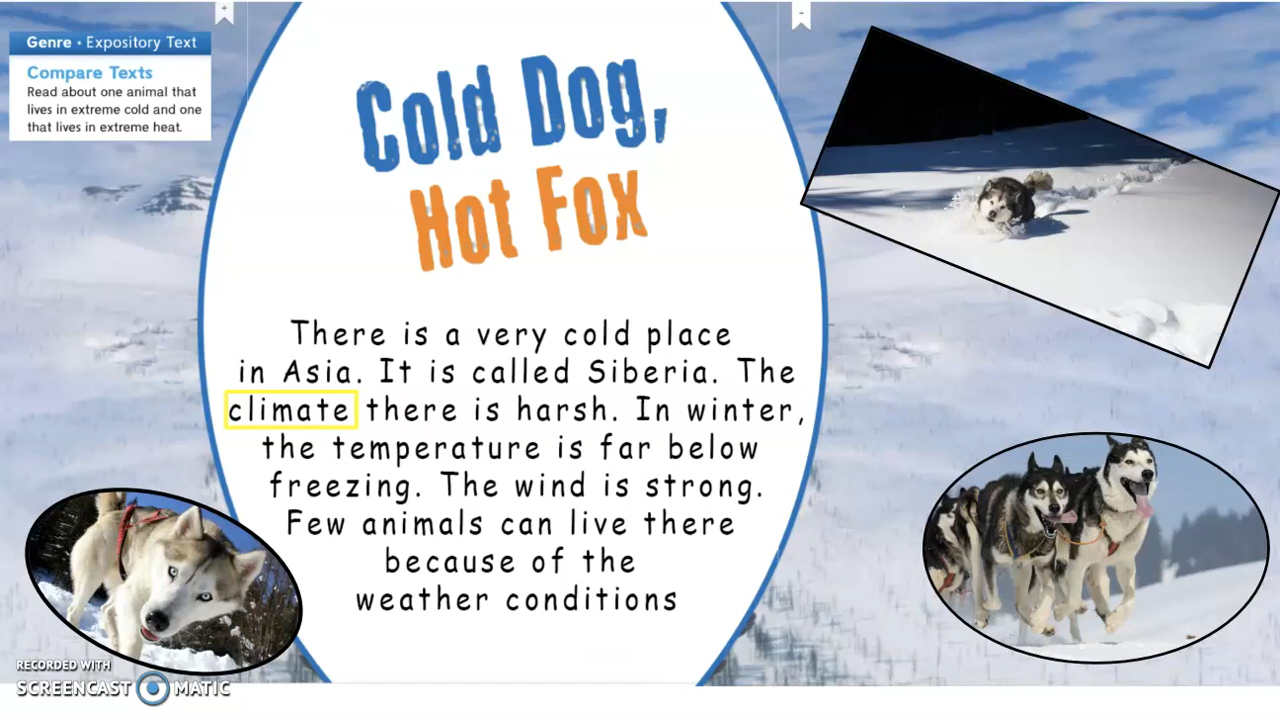 Genre • Expository Text
Compare Texts
Read about one animal that
lives in extreme cold and one
that lives in extreme heat.
Cold Dog,
Hot Fox
There is a very cold place
in Asia. It is called Siberia. The
climate there is harsh. In winter,
the temperature is far below
freezing. The wind is strong.
Few animals can live there
because of the
weather conditions
RECORDED WITH
SCREENCAST MATIC